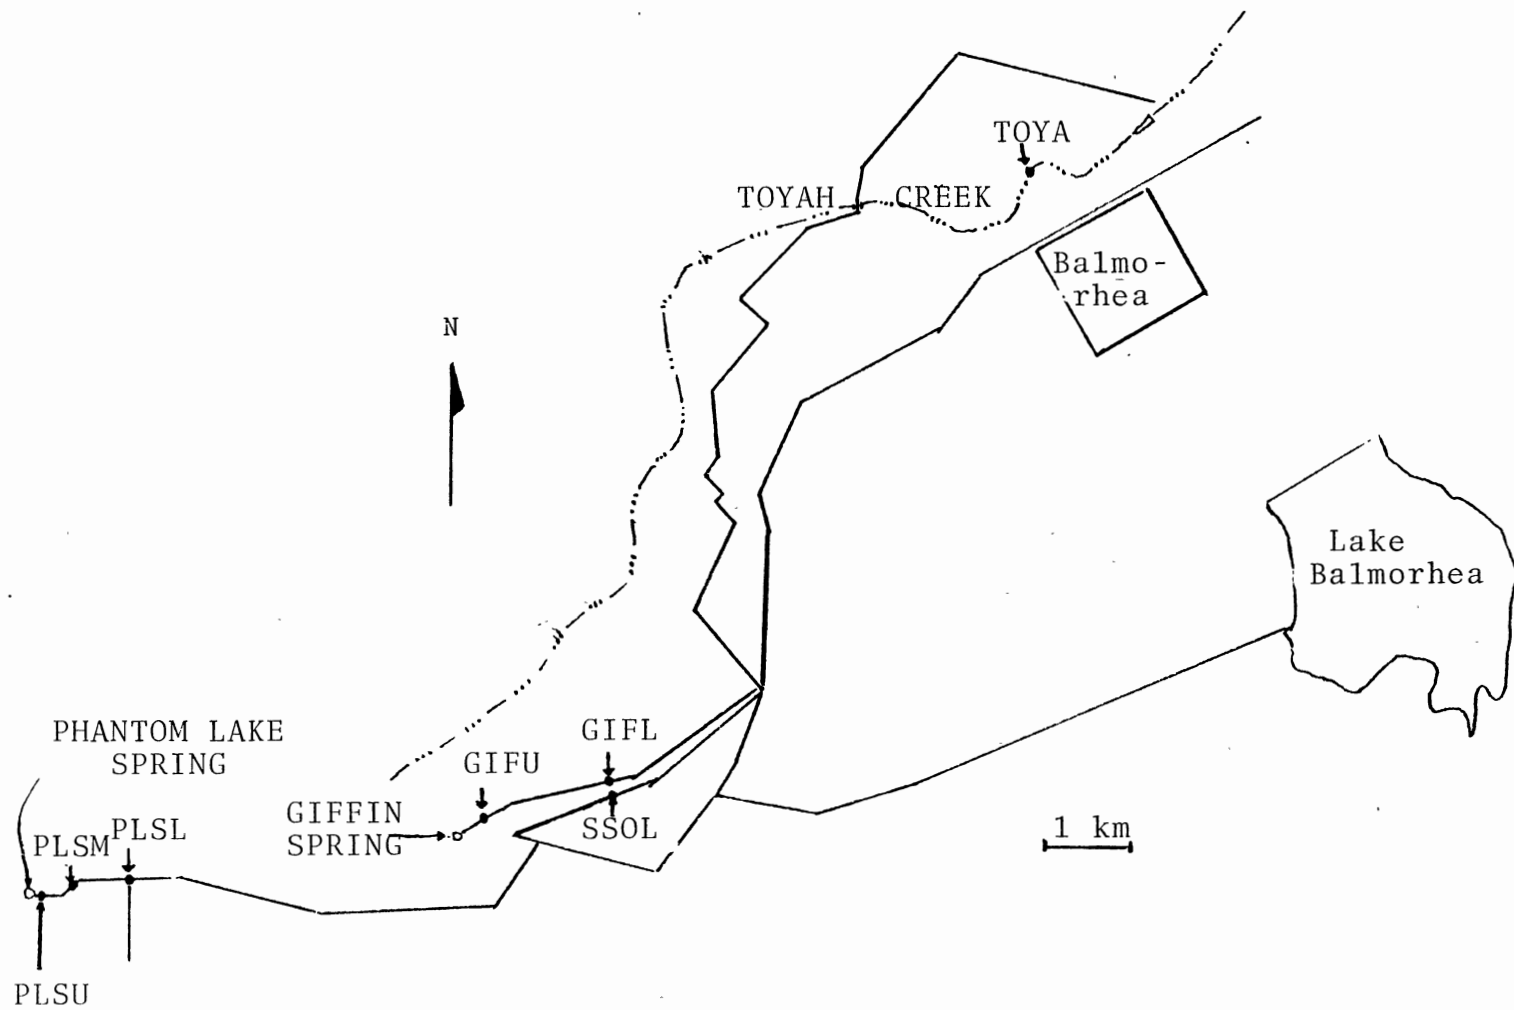 TOYA
TOYAH CREEK
Balmo-
rhea
N
Lake
Balmorhea
PHANTOM LAKE
SPRING
GIFL
GIFU
GIFFIN
SPRING
SSOL
1 km
PLSM
PLSL
PLSU